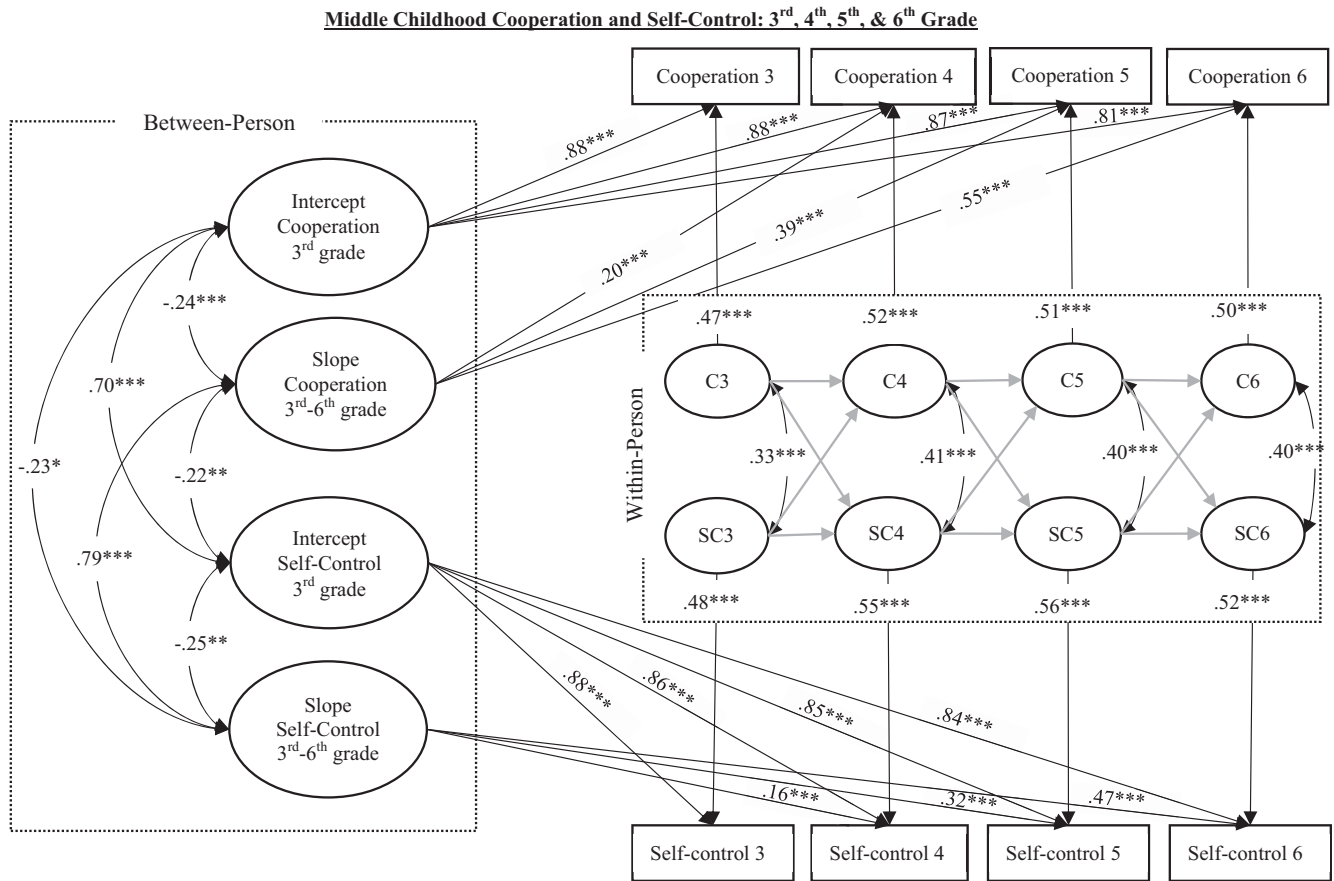 Middle Childhood Cooperation and Self-Control: 3rd, 4th, 5th, & 6th Grade
Cooperation 3
Cooperation 4
Cooperation 5
Cooperation 6
Between-Person
.88***
.88***
.87***
.81***
Intercept
Cooperation
3rd grade
.20***
.39***
.55***
-.24***
Slope
Cooperation
3rd-6th grade
.70***
-.23*
-.22**
.79***
Intercept
Self-Control
3rd grade
-.25**
Slope
Self-Control
3rd-6th grade
Within-Person
.47***
.52***
.51***
.50***
C3
C4
C5
C6
.33***
.41***
.40***
.40***
SC3
SC4
SC5
SC6
.48***
.55***
.56***
.52***
.88***
.86***
.85***
.84***
.16***
.32***
.47***
Self-control 3
Self-control 4
Self-control 5
Self-control 6